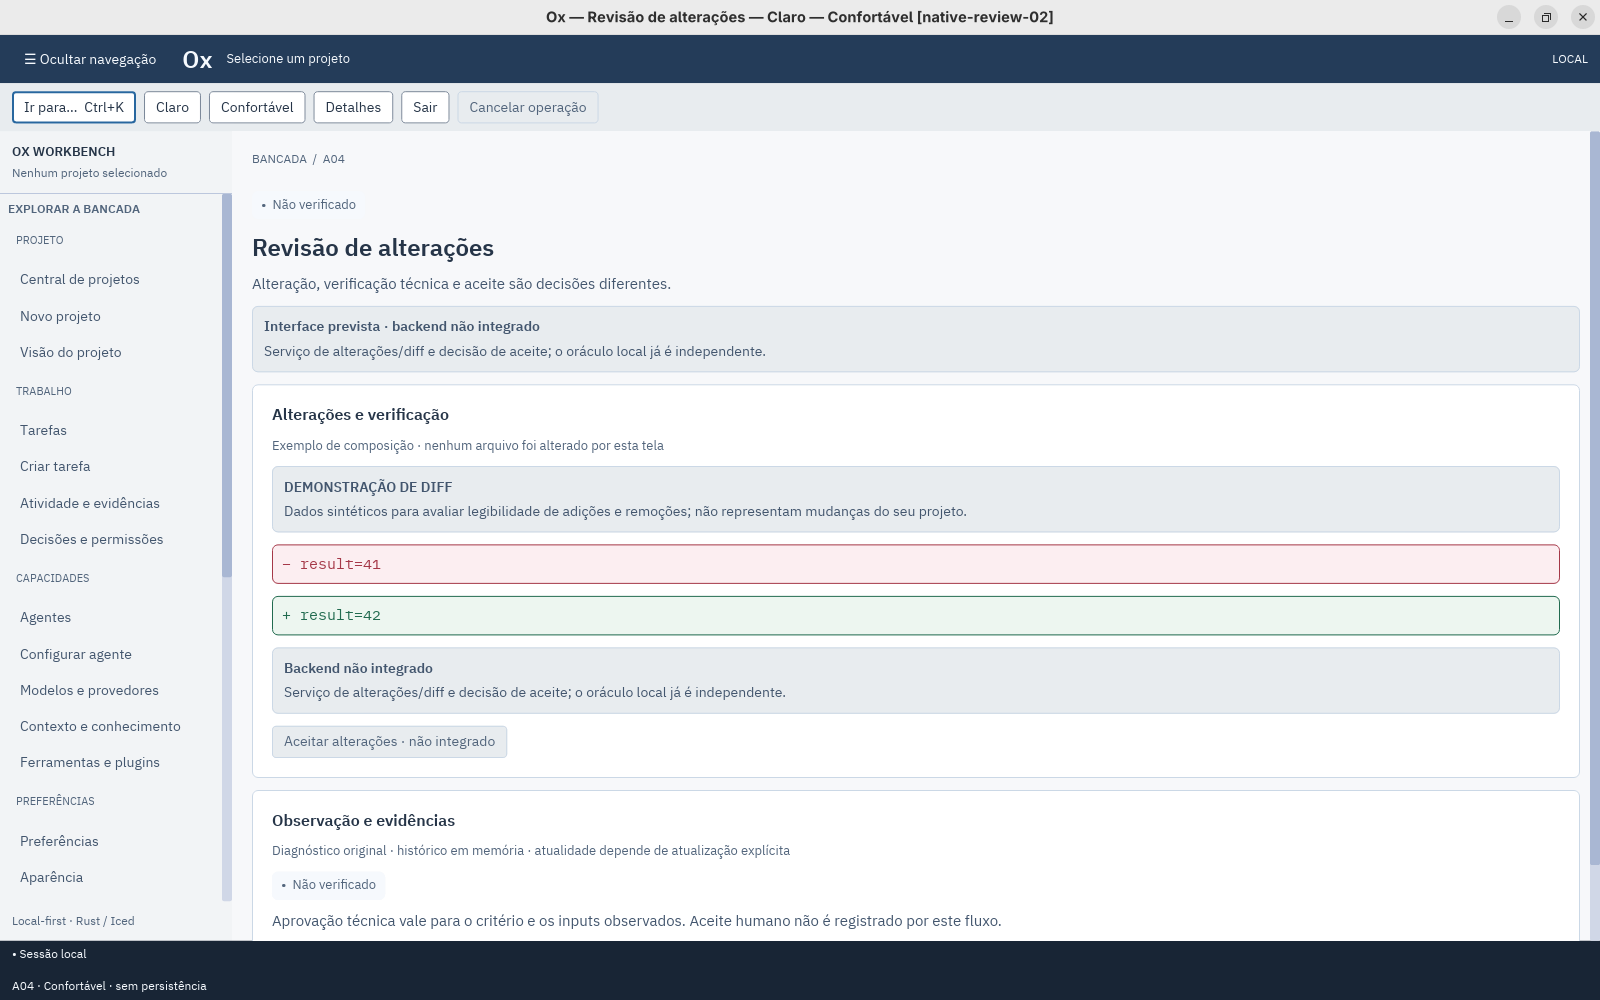 Ox — Revisão de alterações — Claro — Confortável [native-review-02]
☰ Ocultar navegação
Ox
Selecione um projeto
LOCAL
Ir para... Ctrl+K
Claro
Confortável
Detalhes
Sair
Cancelar operação
OX WORKBENCH
Nenhum projeto selecionado
EXPLORAR A BANCADA
PROJETO
Central de projetos
Novo projeto
Visão do projeto
TRABALHO
Tarefas
Criar tarefa
Atividade e evidências
Decisões e permissões
CAPACIDADES
Agentes
Configurar agente
Modelos e provedores
Contexto e conhecimento
Ferramentas e plugins
PREFERÊNCIAS
Preferências
Aparência
Local-first · Rust / Iced
BANCADA / A04
• Não verificado
Revisão de alterações
Alteração, verificação técnica e aceite são decisões diferentes.
Interface prevista · backend não integrado
Serviço de alterações/diff e decisão de aceite; o oráculo local já é independente.
Alterações e verificação
Exemplo de composição · nenhum arquivo foi alterado por esta tela
DEMONSTRAÇÃO DE DIFF
Dados sintéticos para avaliar legibilidade de adições e remoções; não representam mudanças do seu projeto.
− result=41
+ result=42
Backend não integrado
Serviço de alterações/diff e decisão de aceite; o oráculo local já é independente.
Aceitar alterações · não integrado
Observação e evidências
Diagnóstico original · histórico em memória · atualidade depende de atualização explícita
• Não verificado
Aprovação técnica vale para o critério e os inputs observados. Aceite humano não é registrado por este fluxo.
• Sessão local
A04 · Confortável · sem persistência